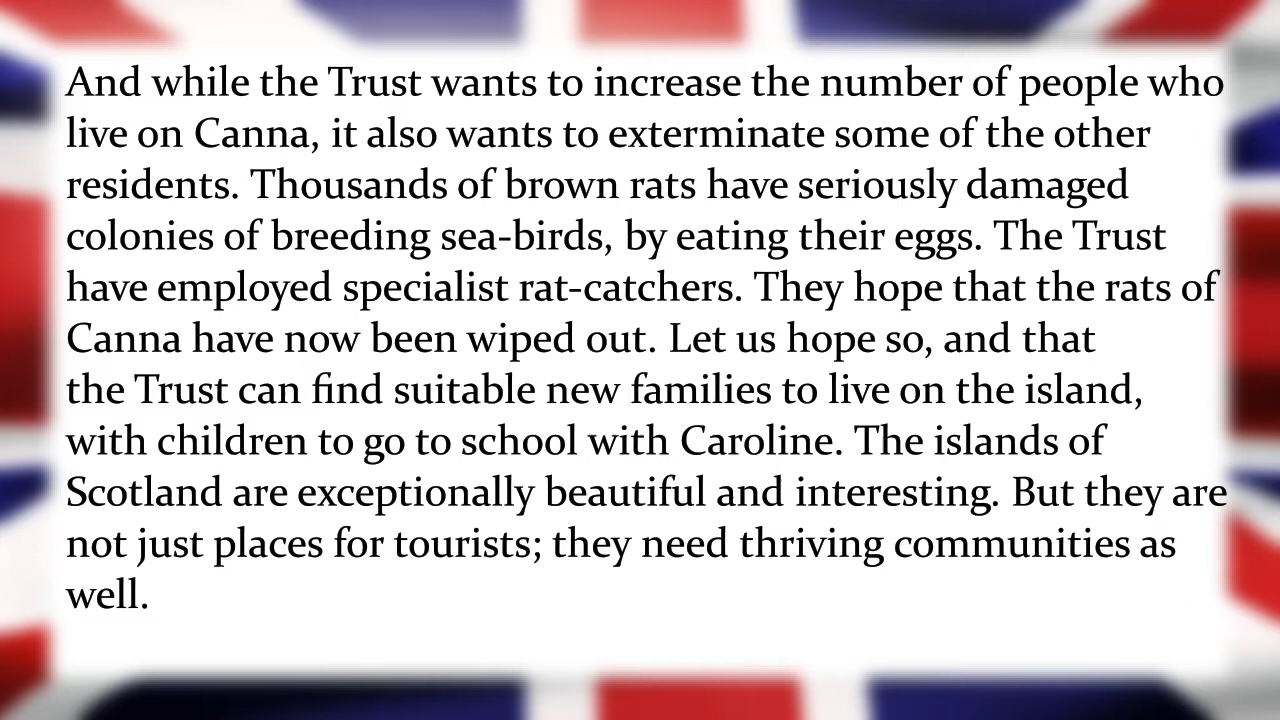 And while the Trust wants to increase the number of people who
live on Canna, it also wants to exterminate some of the other
residents. Thousands of brown rats have seriously damaged
colonies of breeding sea-birds, by eating their eggs. The Trust
have employed specialist rat-catchers. They hope that the rats of
Canna have now been wiped out. Let us hope so, and that
the Trust can find suitable new families to live on the island,
with children to go to school with Caroline. The islands of
Scotland are exceptionally beautiful and interesting. But they are
not just places for tourists; they need thriving communities as
well.